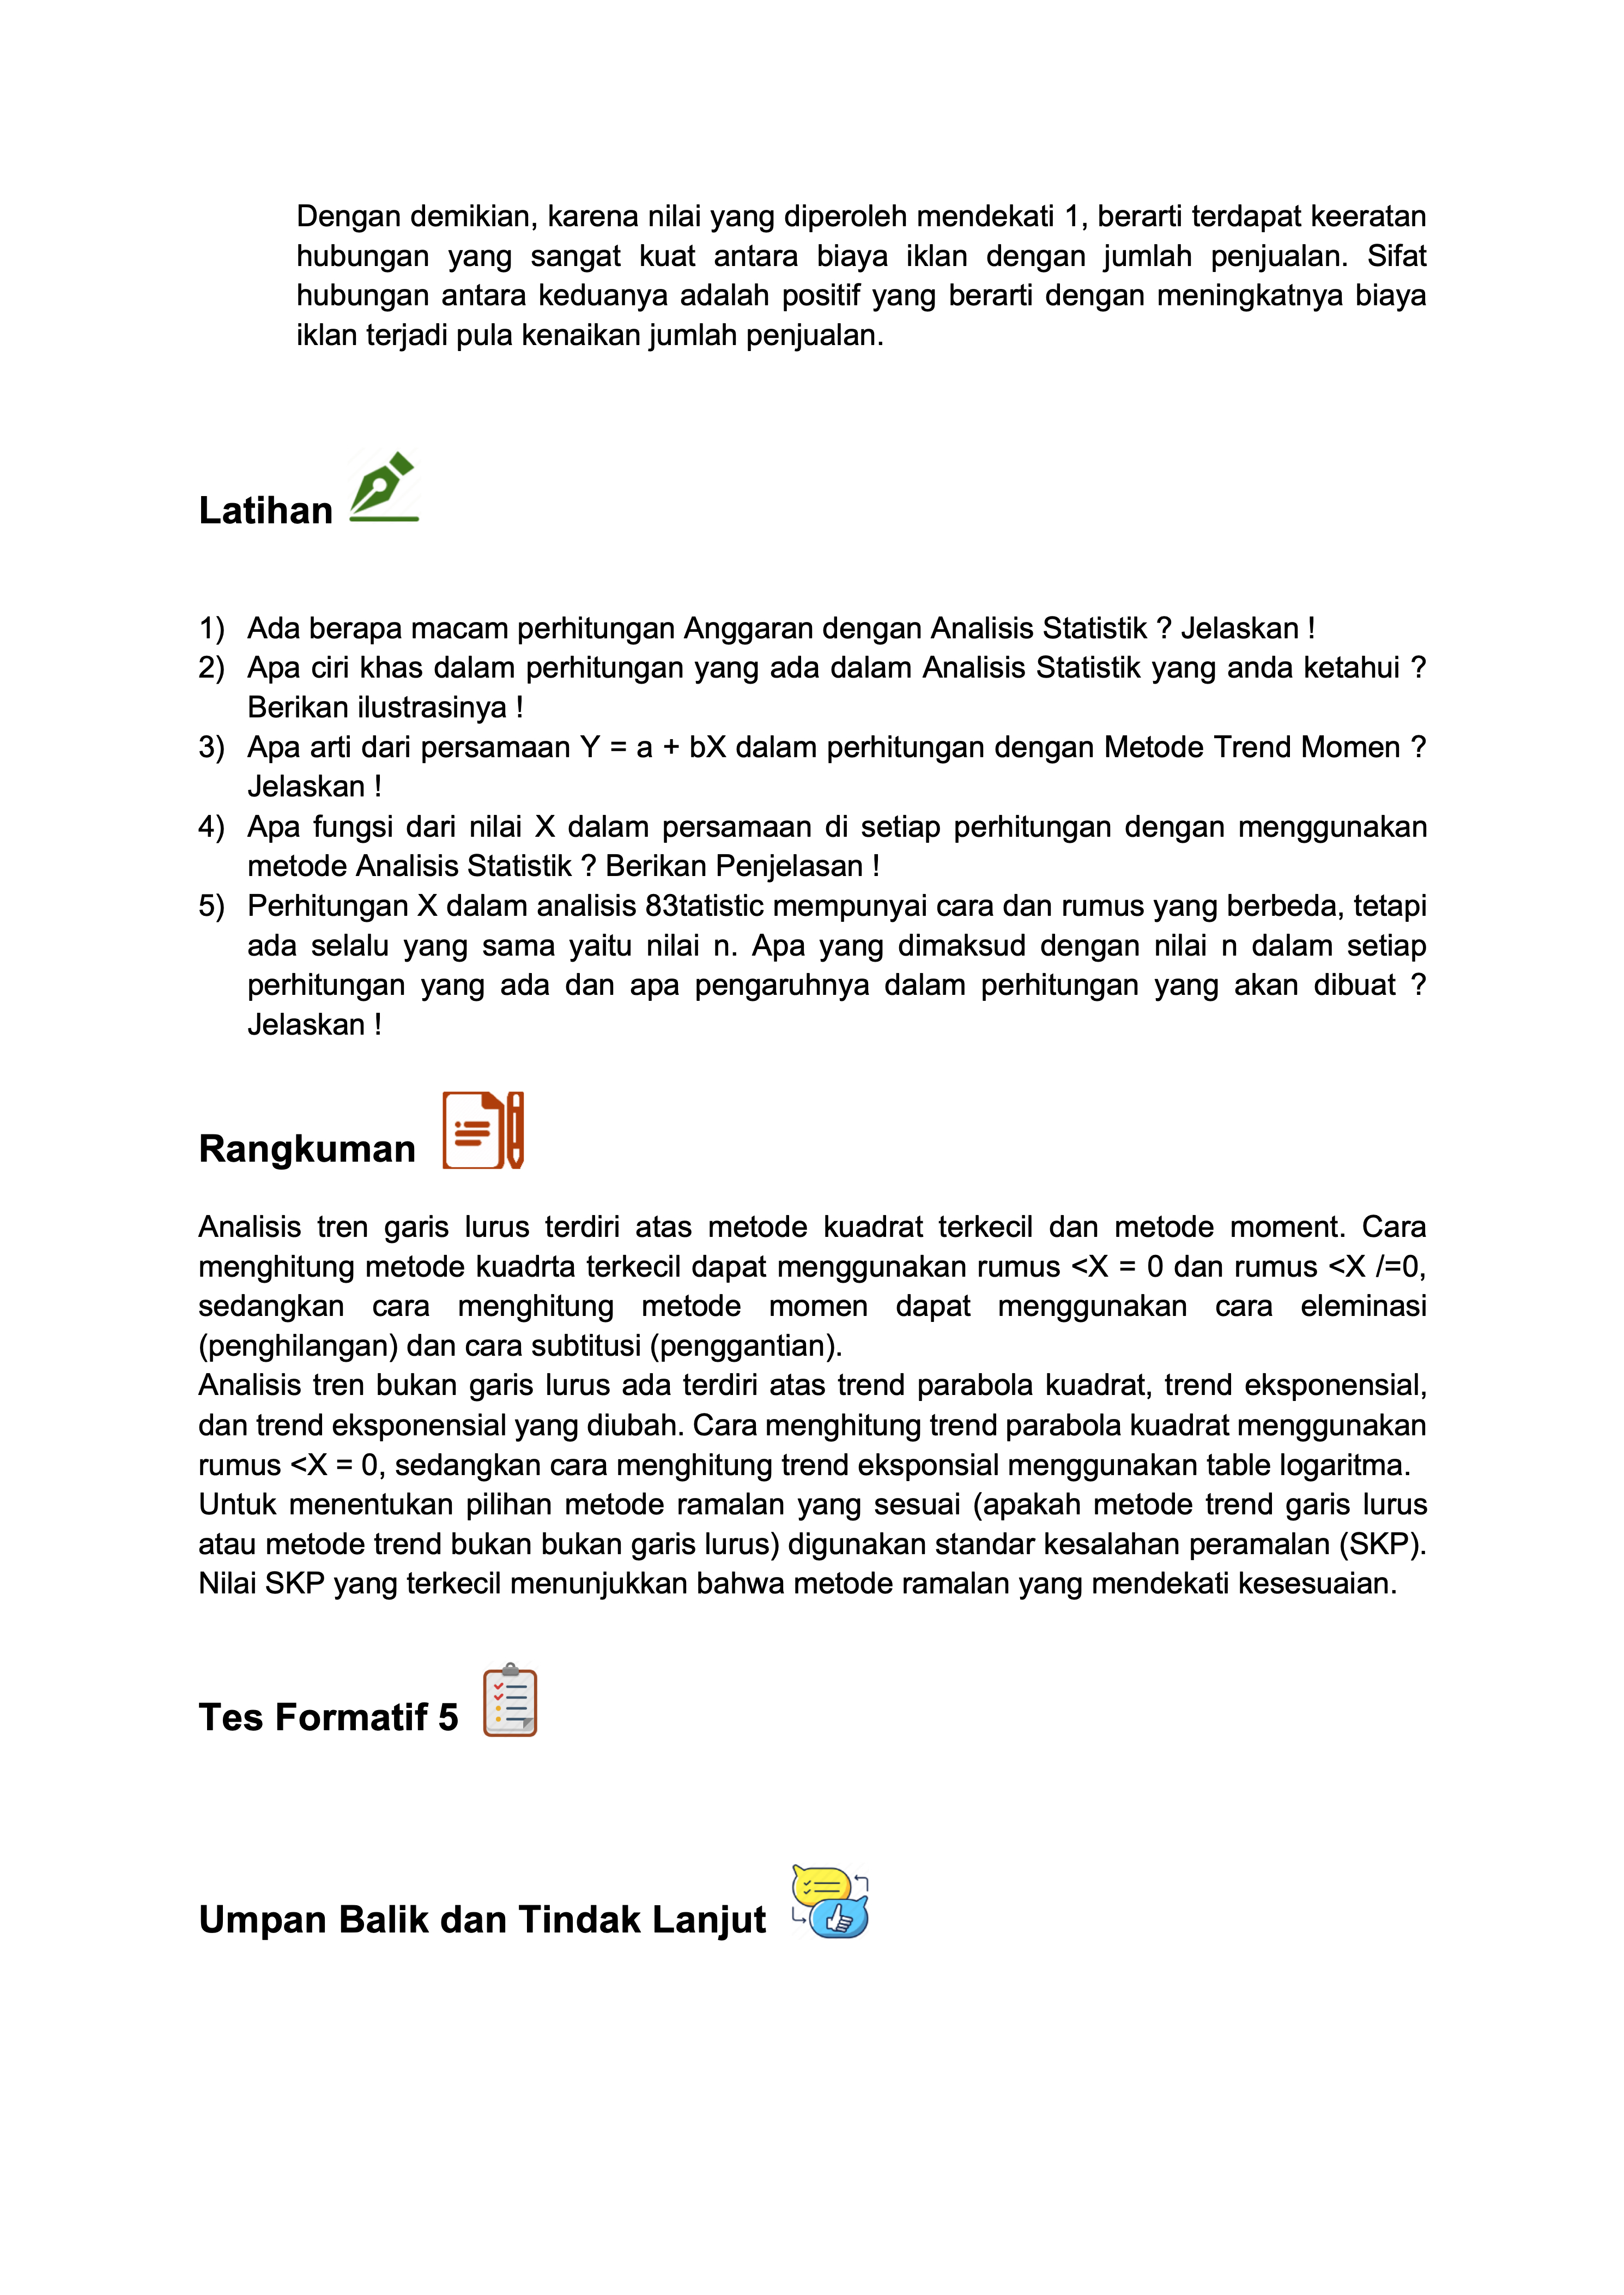 Dengan demikian, karena nilai yang diperoleh mendekati 1, berarti terdapat keeratan
hubungan yang sangat kuat antara biaya iklan dengan jumlah penjualan. Sifat
hubungan antara keduanya adalah positif yang berarti dengan meningkatnya biaya
iklan terjadi pula kenaikan jumlah penjualan.
Latihan
1) Ada berapa macam perhitungan Anggaran dengan Analisis Statistik ? Jelaskan !
2) Apa ciri khas dalam perhitungan yang ada dalam Analisis Statistik yang anda ketahui ?
Berikan ilustrasinya !
3) Apa arti dari persamaan Y = a + bX dalam perhitungan dengan Metode Trend Momen ?
Jelaskan !
4) Apa fungsi dari nilai X dalam persamaan di setiap perhitungan dengan menggunakan
metode Analisis Statistik ? Berikan Penjelasan !
5) Perhitungan X dalam analisis 83tatistic mempunyai cara dan rumus yang berbeda, tetapi
ada selalu yang sama yaitu nilai n. Apa yang dimaksud dengan nilai n dalam setiap
perhitungan yang ada dan apa pengaruhnya dalam perhitungan yang akan dibuat ?
Jelaskan !
Rangkuman
Analisis tren garis lurus terdiri atas metode kuadrat terkecil dan metode moment. Cara
menghitung metode kuadrta terkecil dapat menggunakan rumus <X = 0 dan rumus <X /=0,
sedangkan cara menghitung metode momen dapat menggunakan cara eleminasi
(penghilangan) dan cara subtitusi (penggantian).
Analisis tren bukan garis lurus ada terdiri atas trend parabola kuadrat, trend eksponensial,
dan trend eksponensial yang diubah. Cara menghitung trend parabola kuadrat menggunakan
rumus <X = 0, sedangkan cara menghitung trend eksponsial menggunakan table logaritma.
Untuk menentukan pilihan metode ramalan yang sesuai (apakah metode trend garis lurus
atau metode trend bukan bukan garis lurus) digunakan standar kesalahan peramalan (SKP).
Nilai SKP yang terkecil menunjukkan bahwa metode ramalan yang mendekati kesesuaian.
Tes Formatif 5
Umpan Balik dan Tindak Lanjut